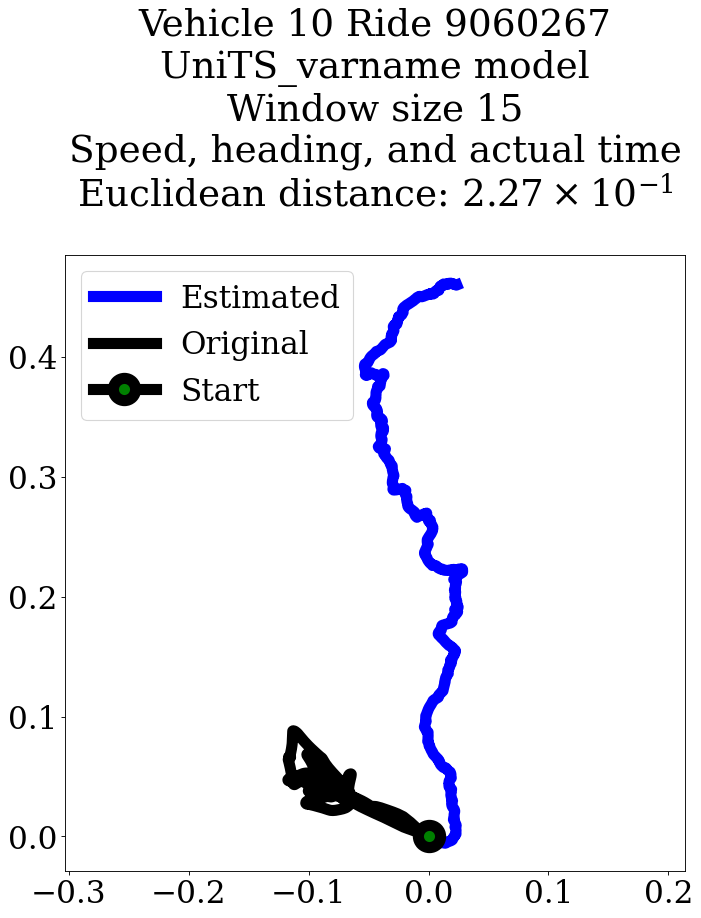 Vehicle 10 Ride 9060267
UniTS_varname model
Window size 15
Speed, heading, and actual time
Euclidean distance: 2.27 × 10⁻¹
Estimated
Original
Start
0.4
0.3
0.2
0.1
0.0
−0.3 −0.2 −0.1 0.0 0.1 0.2